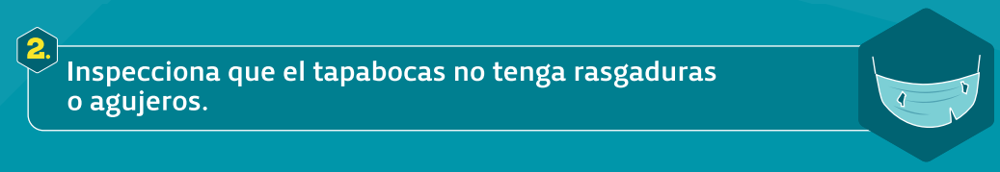 2.
Inspecciona que el tapabocas no tenga rasgaduras
o agujeros.